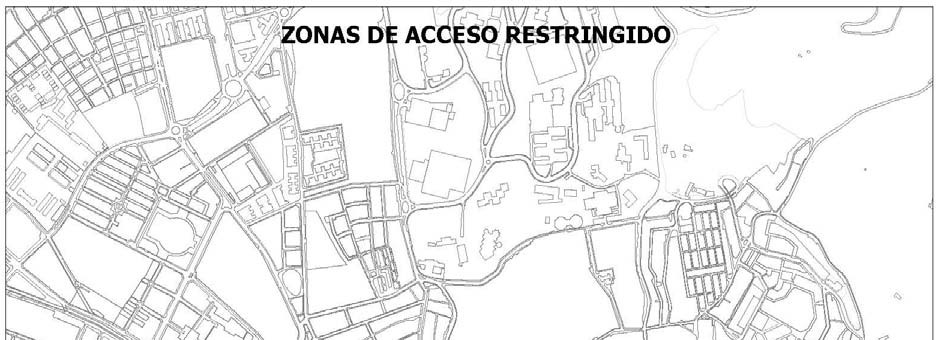 ZONAS DE ACCESO RESTRINGIDO